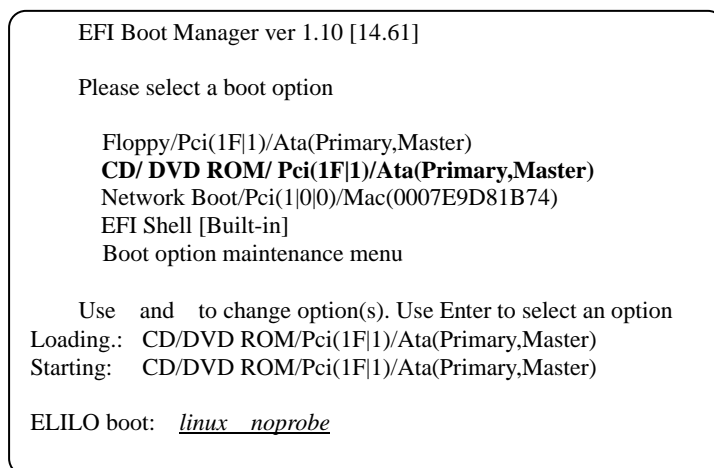 EFI Boot Manager ver 1.10 [14.61]
Please select a boot option
Floppy/Pci(1F|1)/Ata(Primary,Master)
CD/ DVD ROM/ Pci(1F|1)/Ata(Primary,Master)
Network Boot/Pci(1|0|0)/Mac(0007E9D81B74)
EFI Shell [Built-in]
Boot option maintenance menu
Use and to change option(s). Use Enter to select an option
Loading.: CD/DVD ROM/Pci(1F|1)/Ata(Primary,Master)
Starting: CD/DVD ROM/Pci(1F|1)/Ata(Primary,Master)
ELILO boot: linux noprobe